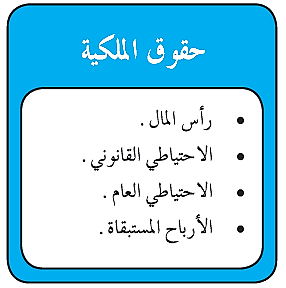 حقوق الملكية
• رأس المال .
• الاحتياطي القانوني .
• الاحتياطي العام .
• الأرباح المستبقاة .